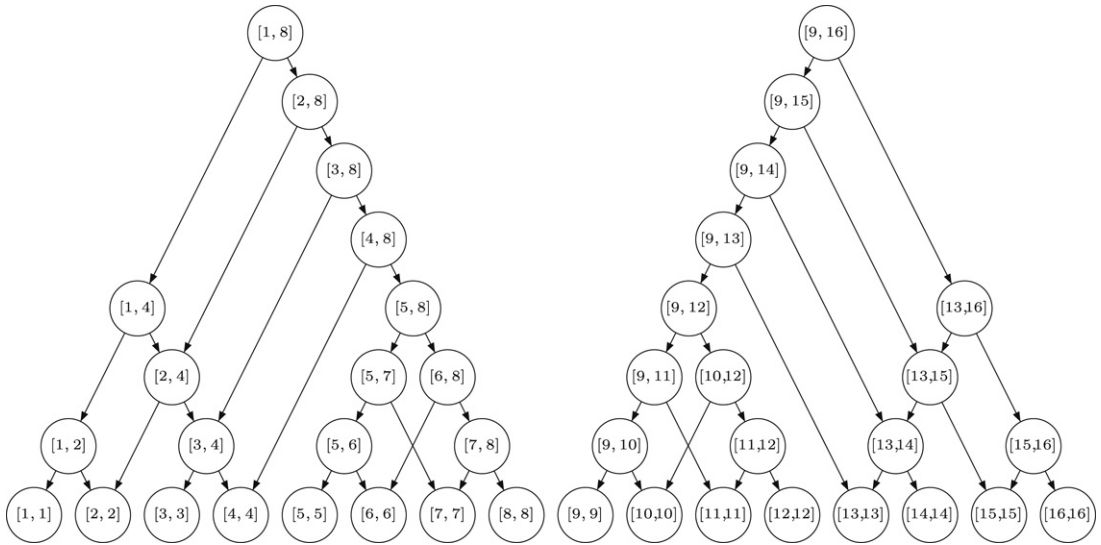 [1, 8] [9, 16]
[2, 8] [9, 15]
[3, 8] [9, 14]
[4, 8] [9, 13]
[1, 4] [5, 8] [9, 12] [13,16]
[2, 4] [5, 7] [6, 8] [9, 11] [10,12] [13,15]
[1, 2] [3, 4] [5, 6] [7, 8] [9, 10] [11,12] [13,14] [15,16]
[1, 1] [2, 2] [3, 3] [4, 4] [5, 5] [6, 6] [7, 7] [8, 8] [9, 9] [10,10] [11,11] [12,12] [13,13] [14,14] [15,15] [16,16]